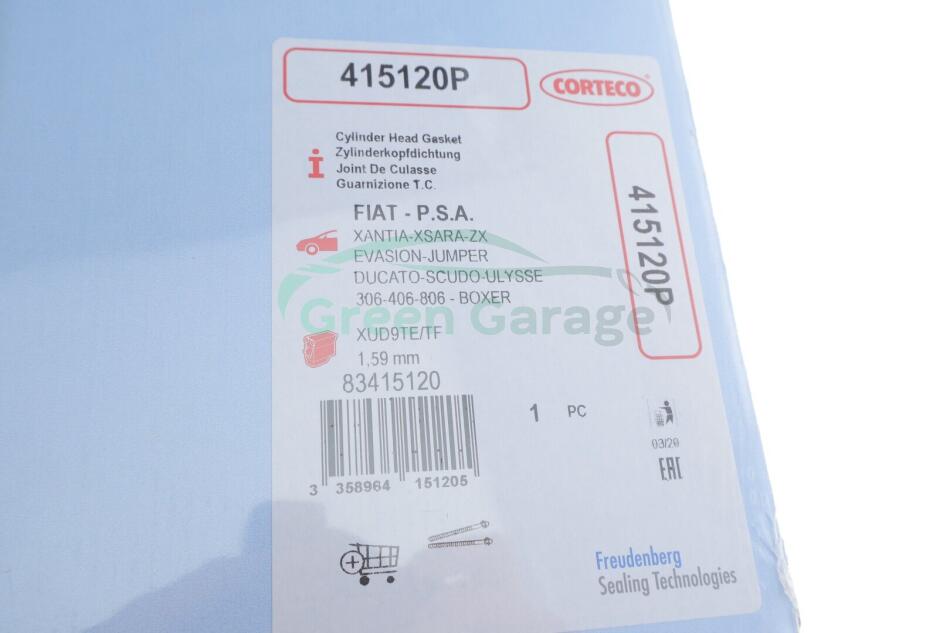 415120P
CORTECO
Cylinder Head Gasket
Zylinderkopfdichtung
Joint De Culasse
Guarnizione T.C.
415120P
FIAT - P.S.A.
XANTIA-XSARA-ZX
EVASION-JUMPER
DUCATO-SCUDO-ULYSSE
306-406-806 - BOXER
Green Garage
XUD9TE/TF
1,59 mm
83415120
1 PC
03/20
EAC
3 358964 151205
Freudenberg
Sealing Technologies